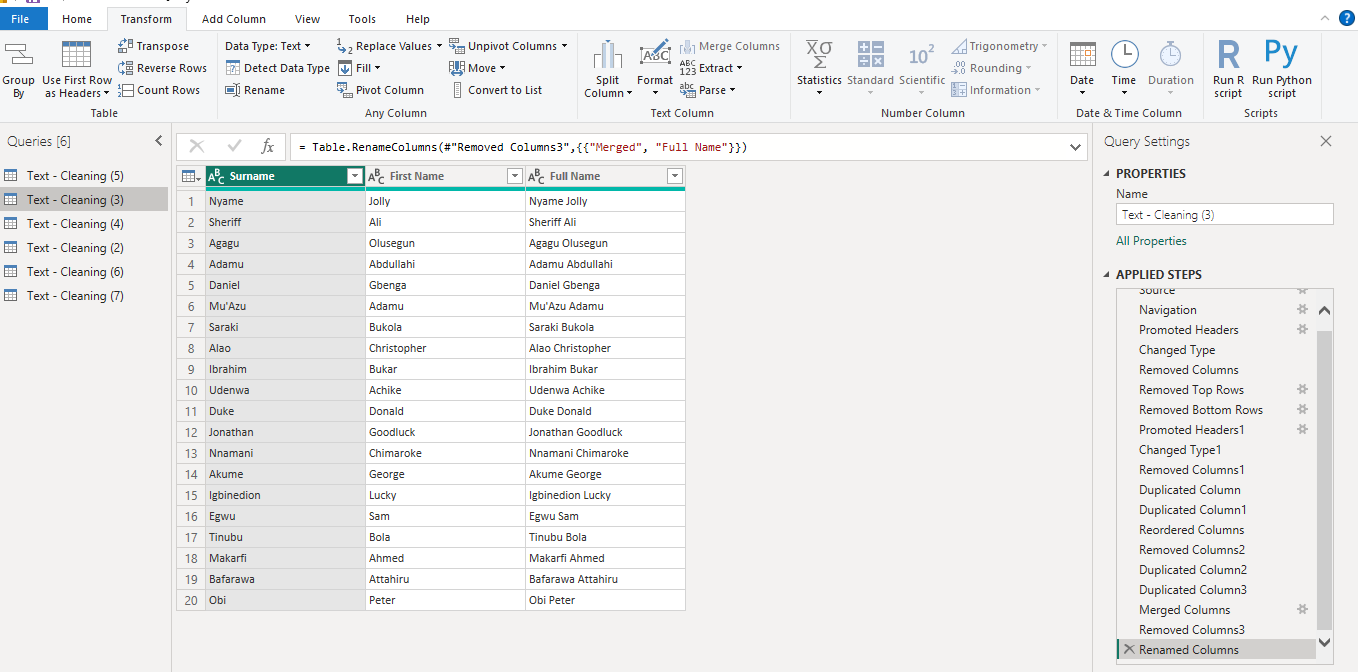 File Home Transform Add Column View Tools Help
Group By
Use First Row as Headers
Transpose
Reverse Rows
Count Rows
Table
Data Type: Text
Detect Data Type
Rename
Replace Values
Fill
Pivot Column
Unpivot Columns
Move
Convert to List
Any Column
Split Column
Format
Merge Columns
Extract
Parse
Text Column
Statistics
Standard
Scientific
Trigonometry
Rounding
Information
Number Column
Date
Time
Duration
Date & Time Column
Run R script
Run Python script
Scripts
Queries [6]
Text - Cleaning (5)
Text - Cleaning (3)
Text - Cleaning (4)
Text - Cleaning (2)
Text - Cleaning (6)
Text - Cleaning (7)
fx = Table.RenameColumns(#"Removed Columns3",{{"Merged", "Full Name"}})
Surname First Name Full Name
1 Nyame Jolly Nyame Jolly
2 Sheriff Ali Sheriff Ali
3 Agagu Olusegun Agagu Olusegun
4 Adamu Abdullahi Adamu Abdullahi
5 Daniel Gbenga Daniel Gbenga
6 Mu'Azu Adamu Mu'Azu Adamu
7 Saraki Bukola Saraki Bukola
8 Alao Christopher Alao Christopher
9 Ibrahim Bukar Ibrahim Bukar
10 Udenwa Achike Udenwa Achike
11 Duke Donald Duke Donald
12 Jonathan Goodluck Jonathan Goodluck
13 Nnamani Chimaroke Nnamani Chimaroke
14 Akume George Akume George
15 Igbinedion Lucky Igbinedion Lucky
16 Egwu Sam Egwu Sam
17 Tinubu Bola Tinubu Bola
18 Makarfi Ahmed Makarfi Ahmed
19 Bafarawa Attahiru Bafarawa Attahiru
20 Obi Peter Obi Peter
Query Settings
PROPERTIES
Name
Text - Cleaning (3)
All Properties
APPLIED STEPS
Source
Navigation
Promoted Headers
Changed Type
Removed Columns
Removed Top Rows
Removed Bottom Rows
Promoted Headers1
Changed Type1
Removed Columns1
Duplicated Column
Duplicated Column1
Reordered Columns
Removed Columns2
Duplicated Column2
Duplicated Column3
Merged Columns
Removed Columns3
Renamed Columns